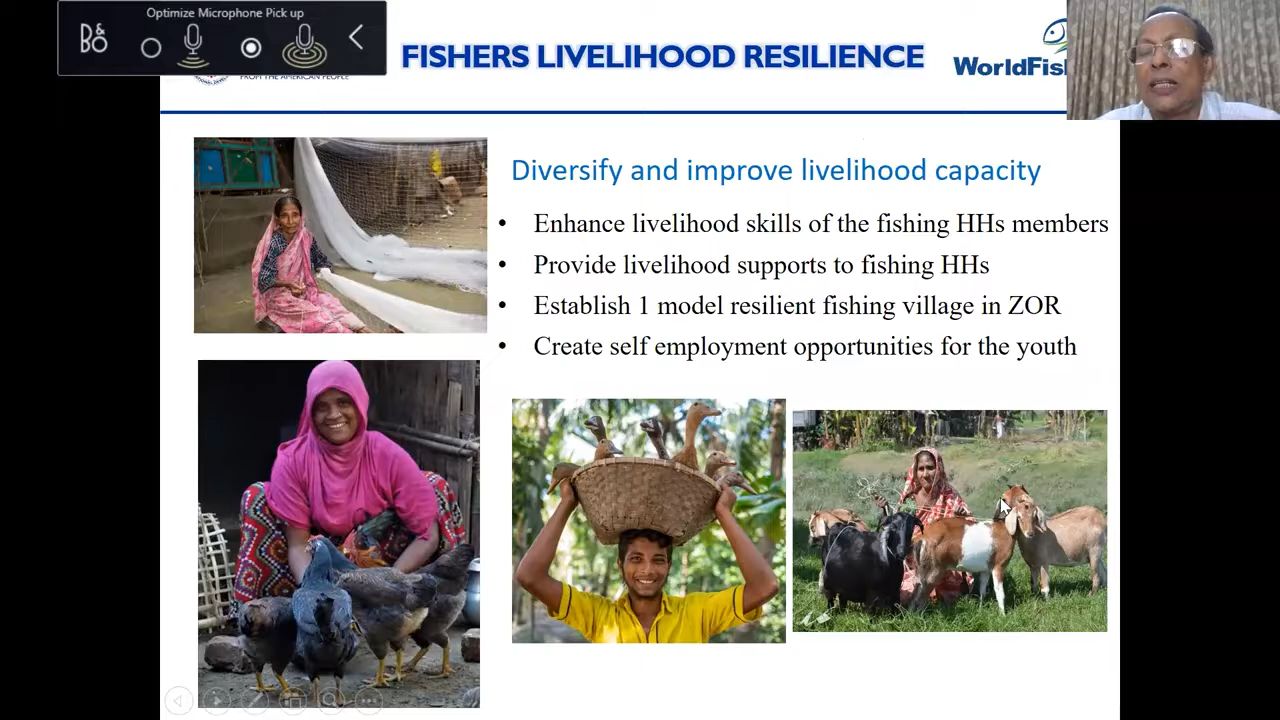 Optimize Microphone Pick up
B&O
FISHERS LIVELIHOOD RESILIENCE
WorldFis
FROM THE AMERICAN PEOPLE
Diversify and improve livelihood capacity
• Enhance livelihood skills of the fishing HHs members
• Provide livelihood supports to fishing HHs
• Establish 1 model resilient fishing village in ZOR
• Create self employment opportunities for the youth